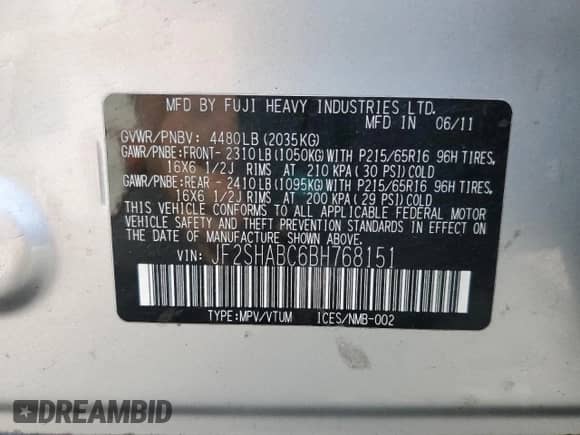 MFD BY FUJI HEAVY INDUSTRIES LTD.
MFD IN 06/11
GVWR/PNBV: 4480LB(2035KG)
GAWR/PNBE:FRONT-2310LB(1050KG)WITH P215/65R16 96H TIRES,
16X6 1/2J RIMS AT 210 KPA(30 PSI)COLD
GAWR/PNBE:REAR -2410LB(1095KG)WITH P215/65R16 96H TIRES,
16X6 1/2J RIMS AT 200 KPA(29 PSI)COLD
THIS VEHICLE CONFORMS TO ALL APPLICABLE FEDERAL MOTOR
VEHICLE SAFETY AND THEFT PREVENTION STANDARDS IN EFFECT
ON THE DATE OF MANUFACTURE SHOWN ABOVE.
VIN: JF2SHABC6BH768151
TYPE:MPV/VTUM ICES/NMB-002
DREAMBID